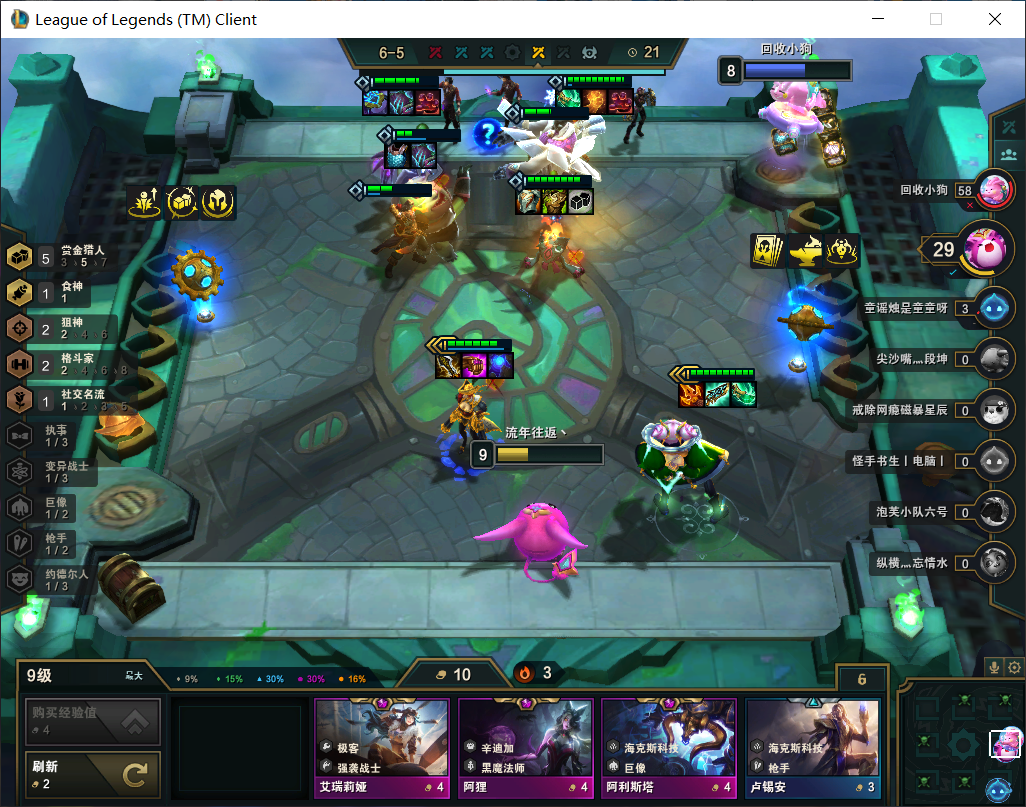 League of Legends (TM) Client
6-5
21
回收小狗
8
回收小狗
58
29
童谣烛是童童呀
3
尖沙嘴灬段坤
0
戒除网瘾磁暴星辰
0
怪手书生丨电脑丨
0
泡芙小队六号
0
纵横灬忘情水
0
5
赏金猎人
3 › 5 › 7
1
食神
1
2
狙神
2 › 4 › 6
2
格斗家
2 › 4 › 6 › 8
1
社交名流
1 › 2 › 3 › 5
执事
1 / 3
变异战士
1 / 3
巨像
1 / 2
枪手
1 / 2
约德尔人
1 / 3
?
流年往返丶
9
9级
最大
9%
15%
30%
30%
16%
10
3
6
购买经验值
4
刷新
2
极客
强袭战士
艾瑞莉娅
4
辛迪加
黑魔法师
阿狸
4
海克斯科技
巨像
阿利斯塔
4
海克斯科技
枪手
卢锡安
3